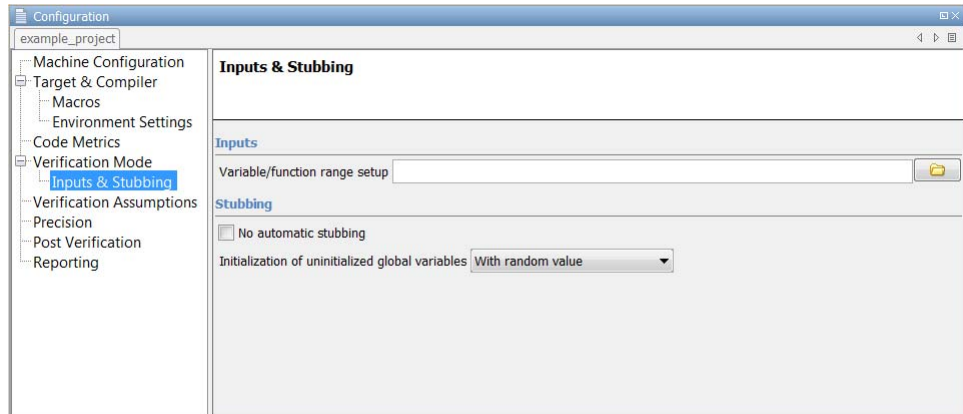 Configuration
example_project
Machine Configuration
Target & Compiler
Macros
Environment Settings
Code Metrics
Verification Mode
Inputs & Stubbing
Verification Assumptions
Precision
Post Verification
Reporting
Inputs & Stubbing
Inputs
Variable/function range setup
Stubbing
No automatic stubbing
Initialization of uninitialized global variables With random value